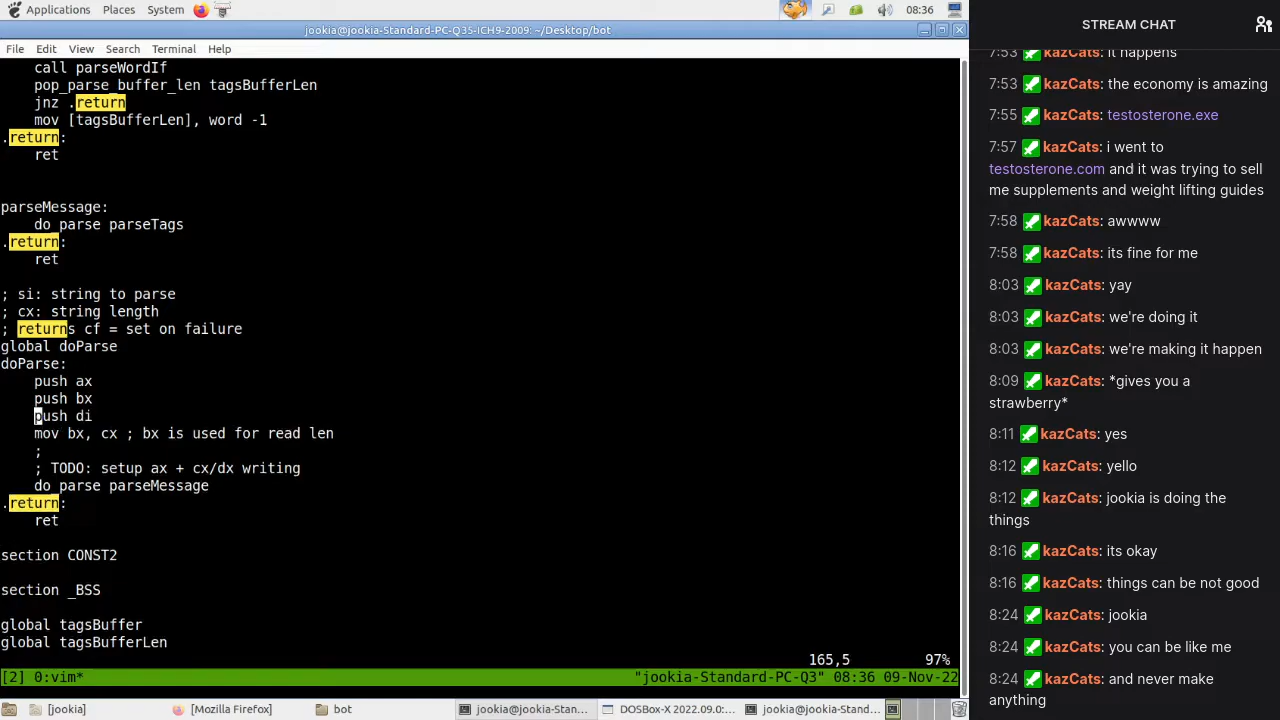 Applications Places System 08:36
jookia@jookia-Standard-PC-Q35-ICH9-2009: ~/Desktop/bot
File Edit View Search Terminal Help
call parseWordIf
pop_parse_buffer_len tagsBufferLen
jnz .return
mov [tagsBufferLen], word -1
.return:
ret
parseMessage:
do_parse parseTags
.return:
ret
; si: string to parse
; cx: string length
; returns cf = set on failure
global doParse
doParse:
push ax
push bx
push di
mov bx, cx ; bx is used for read len
;
; TODO: setup ax + cx/dx writing
do_parse parseMessage
.return:
ret
section CONST2
section _BSS
global tagsBuffer
global tagsBufferLen
165,5 97%
[2] 0:vim* "jookia-Standard-PC-Q3" 08:36 09-Nov-22
[jookia] [Mozilla Firefox] bot jookia@jookia-Stan... DOSBox-X 2022.09.0:... jookia@jookia-Stan...
STREAM CHAT
7:53 kazCats: it happens
7:53 kazCats: the economy is amazing
7:55 kazCats: testosterone.exe
7:57 kazCats: i went to
testosterone.com and it was trying to sell
me supplements and weight lifting guides
7:58 kazCats: awwww
7:58 kazCats: its fine for me
8:03 kazCats: yay
8:03 kazCats: we're doing it
8:03 kazCats: we're making it happen
8:09 kazCats: *gives you a
strawberry*
8:11 kazCats: yes
8:12 kazCats: yello
8:12 kazCats: jookia is doing the
things
8:16 kazCats: its okay
8:16 kazCats: things can be not good
8:24 kazCats: jookia
8:24 kazCats: you can be like me
8:24 kazCats: and never make
anything